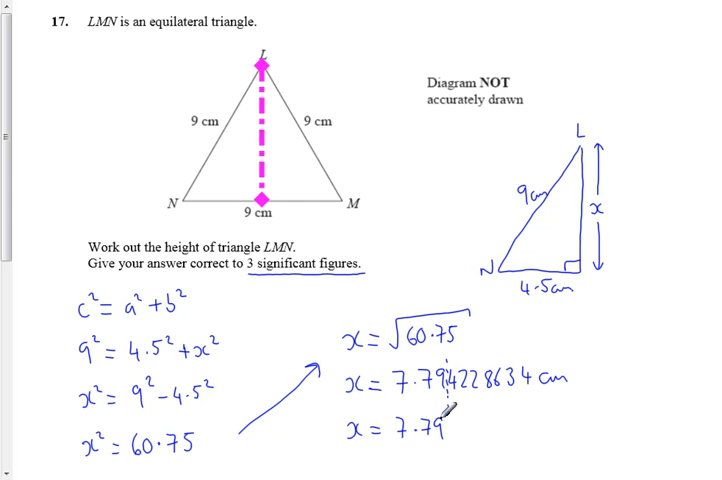 17. LMN is an equilateral triangle.
L
9 cm
9 cm
N
M
9 cm
Diagram NOT
accurately drawn
L
9cm
x
N
4.5cm
Work out the height of triangle LMN.
Give your answer correct to 3 significant figures.
c² = a² + b²
9² = 4.5² + x²
x² = 9² - 4.5²
x² = 60.75
x = √60.75
x = 7.794228634 cm
x = 7.79